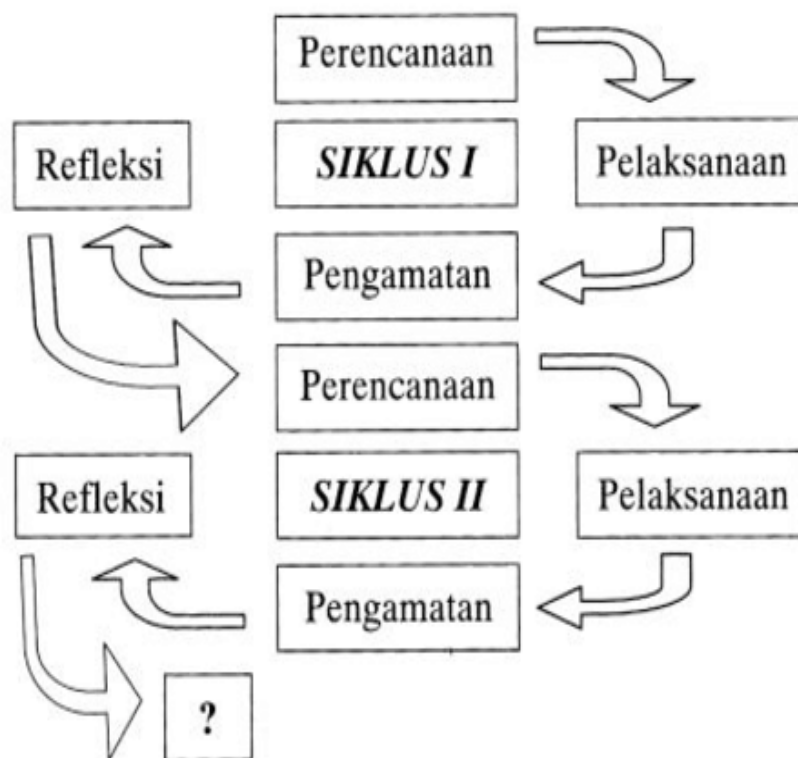 Perencanaan
Refleksi
SIKLUS I
Pelaksanaan
Pengamatan
Perencanaan
Refleksi
SIKLUS II
Pelaksanaan
Pengamatan
?